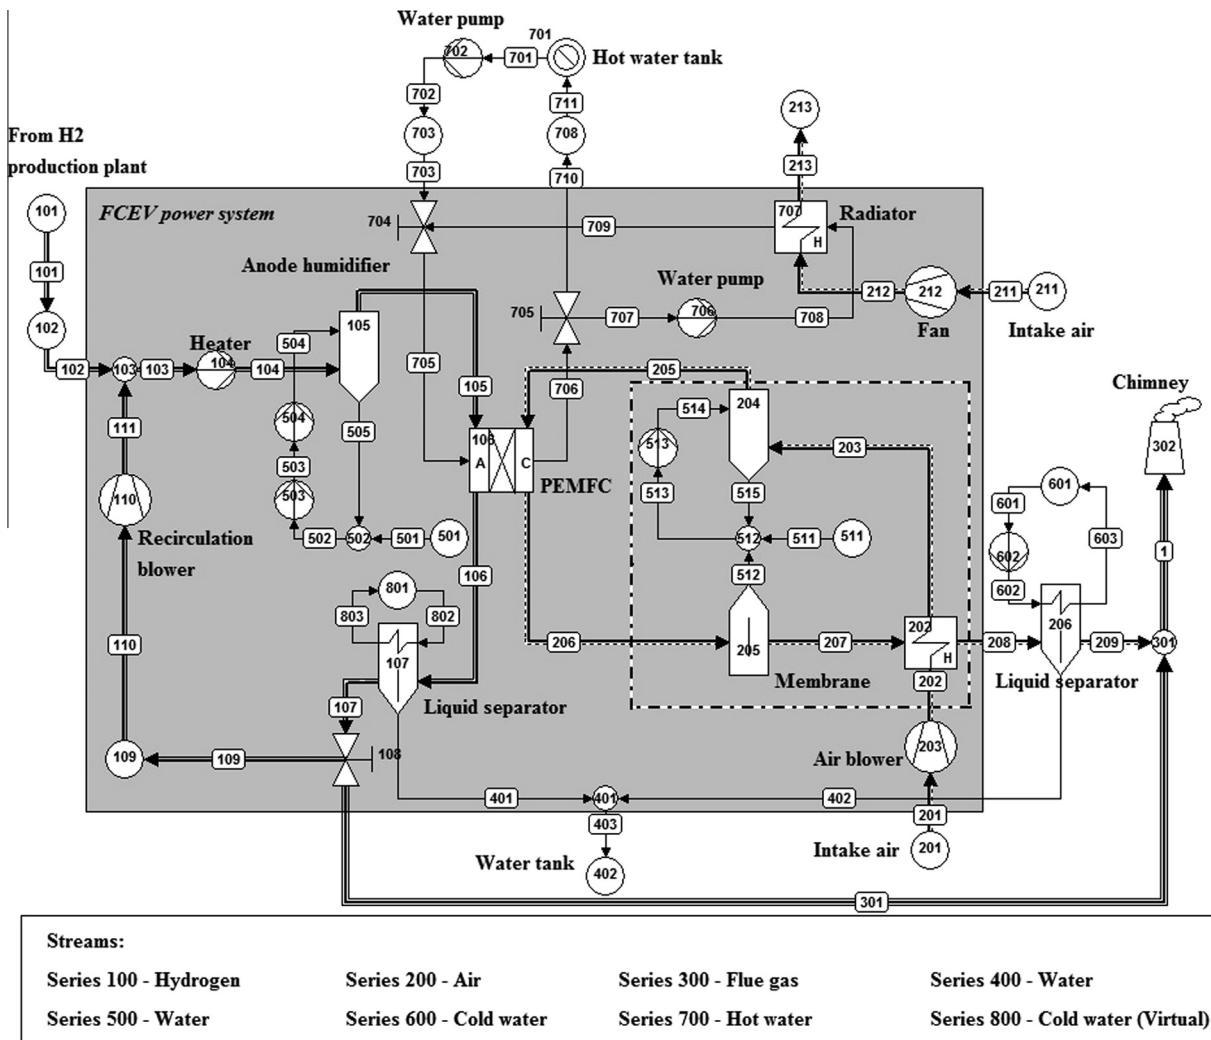 Water pump
701
702
701
Hot water tank
702
711
213
703
708
From H2
production plant
703
710
213
101
FCEV power system
704
709
707
H
Radiator
101
Anode humidifier
Water pump
212
212
211
211
102
105
705
707
706
708
Fan
Intake air
Heater
504
102
103
103
104
104
705
105
706
205
Chimney
111
504
505
514
204
302
106
A
C
513
203
503
PEMFC
601
110
503
513
515
601
Recirculation
blower
502
502
501
501
512
511
511
602
603
1
106
512
801
803
802
602
110
107
206
205
207
202
H
208
206
209
301
Membrane
202
Liquid separator
107
Liquid separator
109
109
108
Air blower
203
401
401
402
403
201
Water tank
402
Intake air
201
301
Streams:
Series 100 - Hydrogen
Series 200 - Air
Series 300 - Flue gas
Series 400 - Water
Series 500 - Water
Series 600 - Cold water
Series 700 - Hot water
Series 800 - Cold water (Virtual)